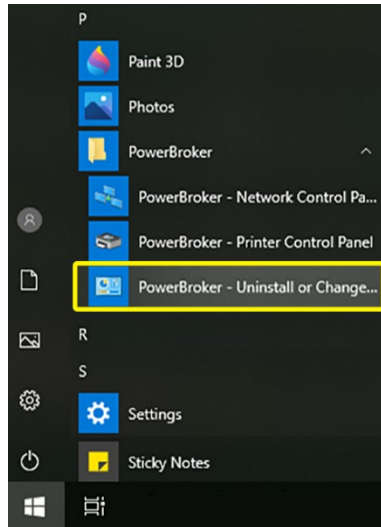 P
Paint 3D
Photos
PowerBroker
PowerBroker - Network Control Pa...
PowerBroker - Printer Control Panel
PowerBroker - Uninstall or Change...
R
S
Settings
Sticky Notes